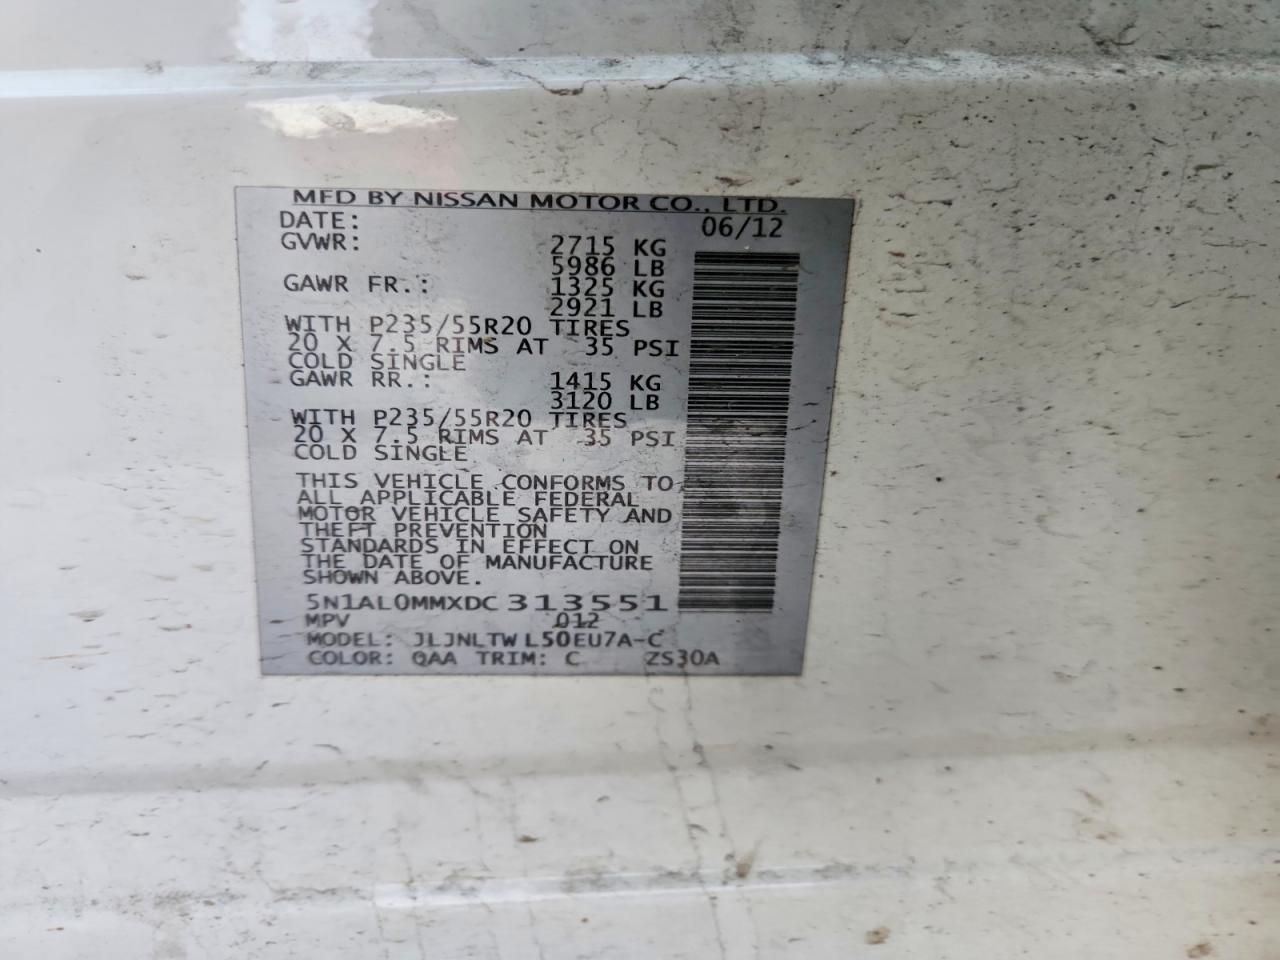 MFD BY NISSAN MOTOR CO., LTD.
DATE: 06/12
GVWR: 2715 KG
5986 LB
GAWR FR.: 1325 KG
2921 LB
WITH P235/55R20 TIRES
20 X 7.5 RIMS AT 35 PSI
COLD SINGLE
GAWR RR.: 1415 KG
3120 LB
WITH P235/55R20 TIRES
20 X 7.5 RIMS AT 35 PSI
COLD SINGLE
THIS VEHICLE CONFORMS TO
ALL APPLICABLE FEDERAL
MOTOR VEHICLE SAFETY AND
THEFT PREVENTION
STANDARDS IN EFFECT ON
THE DATE OF MANUFACTURE
SHOWN ABOVE.
5N1AL0MMXDC 313551
MPV 012
MODEL: JLJNLTW L50EU7A-C
COLOR: QAA TRIM: C ZS30A